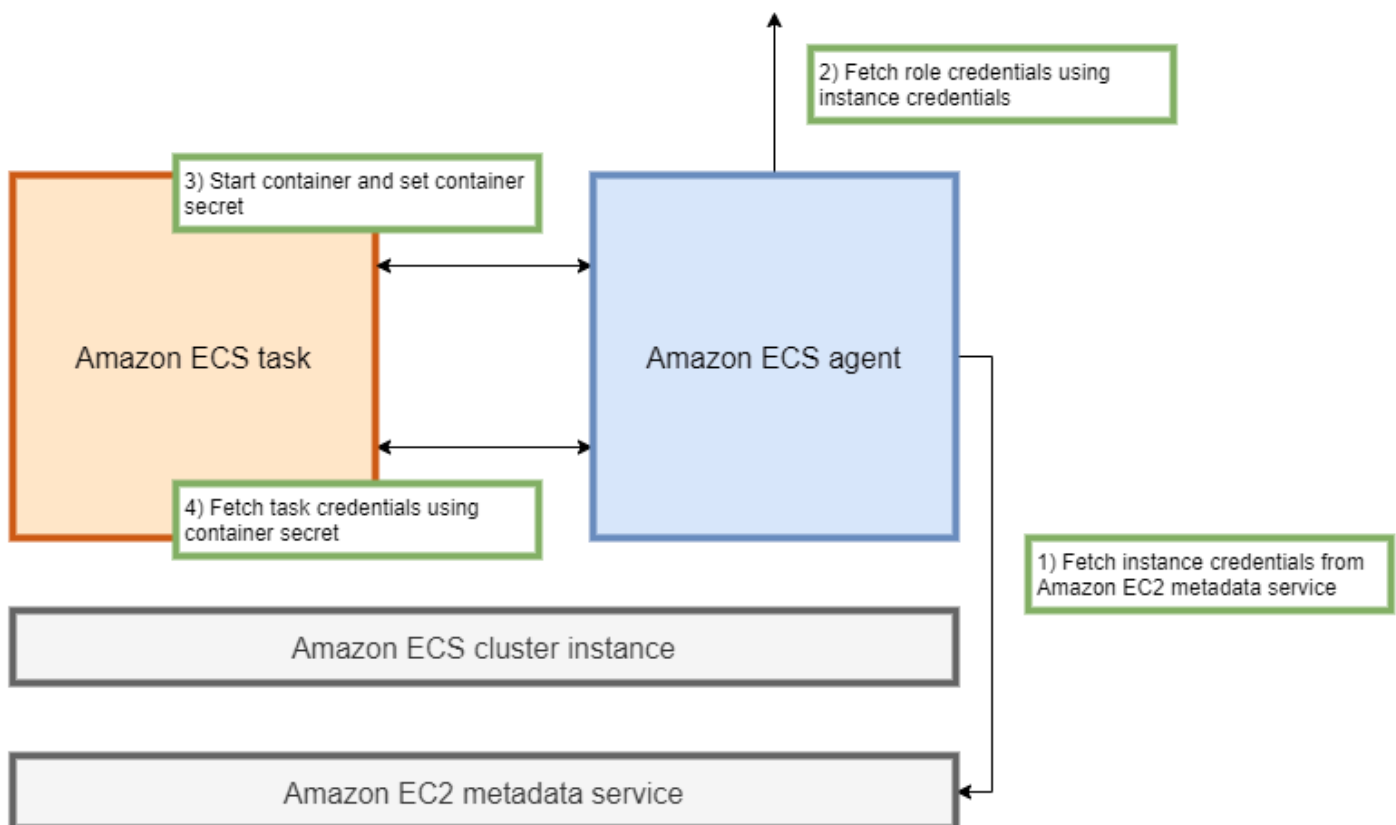 2) Fetch role credentials using
instance credentials
3) Start container and set container
secret
Amazon ECS task
Amazon ECS agent
4) Fetch task credentials using
container secret
1) Fetch instance credentials from
Amazon EC2 metadata service
Amazon ECS cluster instance
Amazon EC2 metadata service